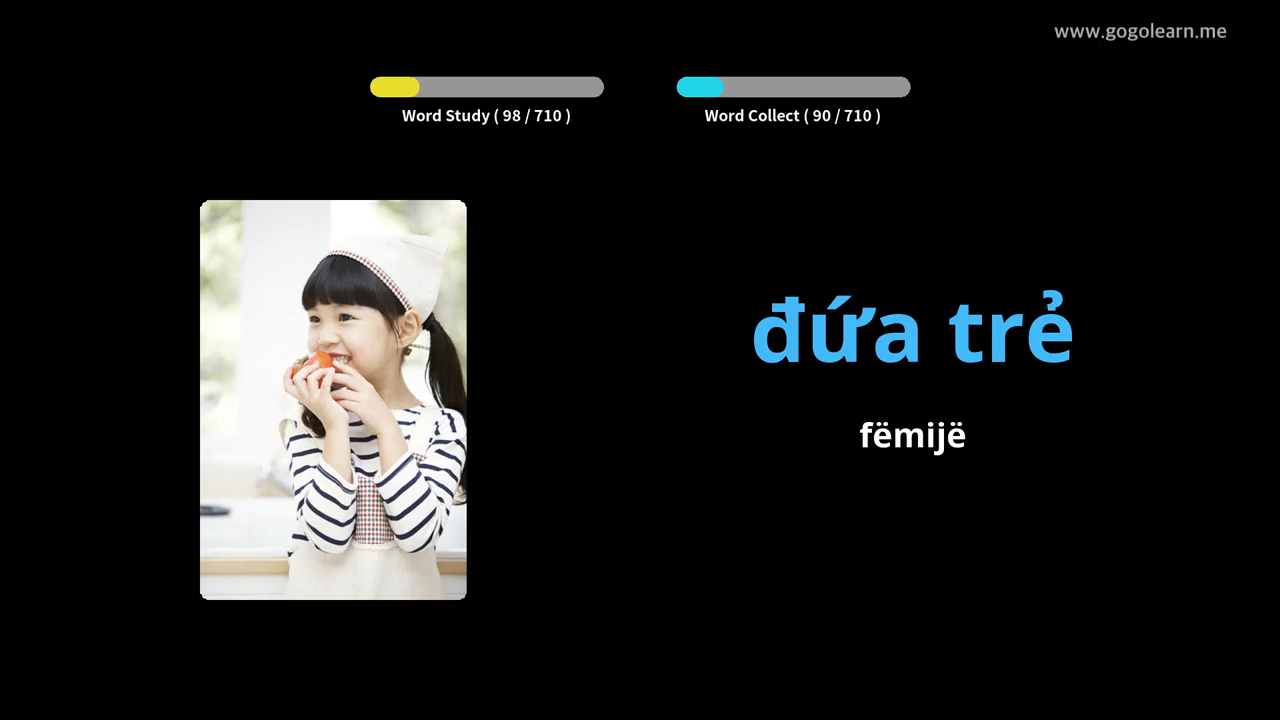 www.gogolearn.me
Word Study ( 98 / 710 )
Word Collect ( 90 / 710 )
đứa trẻ
fëmijë